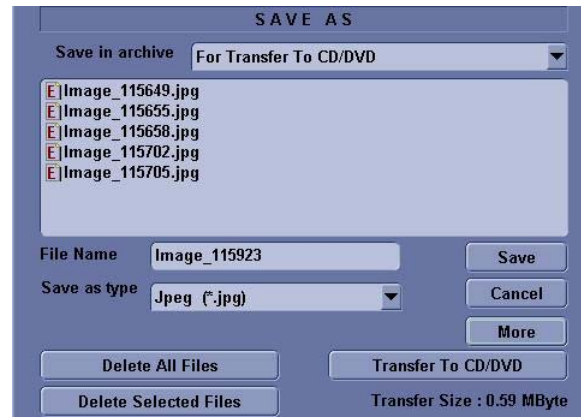 SAVE AS
Save in archive For Transfer To CD/DVD
Image_115649.jpg
Image_115655.jpg
Image_115658.jpg
Image_115702.jpg
Image_115705.jpg
File Name Image_115923 Save
Save as type Jpeg (*.jpg) Cancel
More
Delete All Files Transfer To CD/DVD
Delete Selected Files Transfer Size : 0.59 MByte